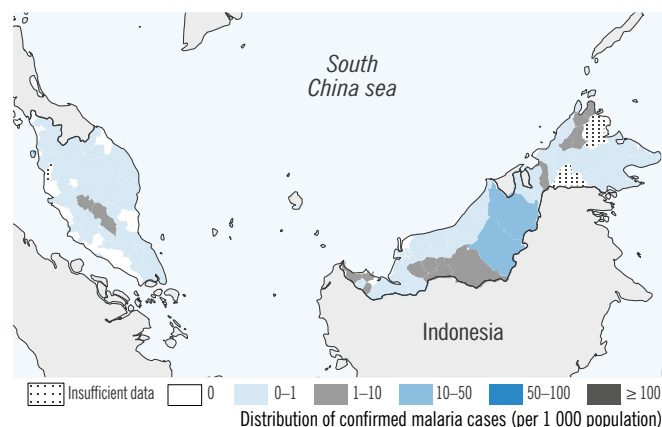 South
China sea
Indonesia
Insufficient data 0 0–1 1–10 10–50 50–100 ≥ 100
Distribution of confirmed malaria cases (per 1 000 population)